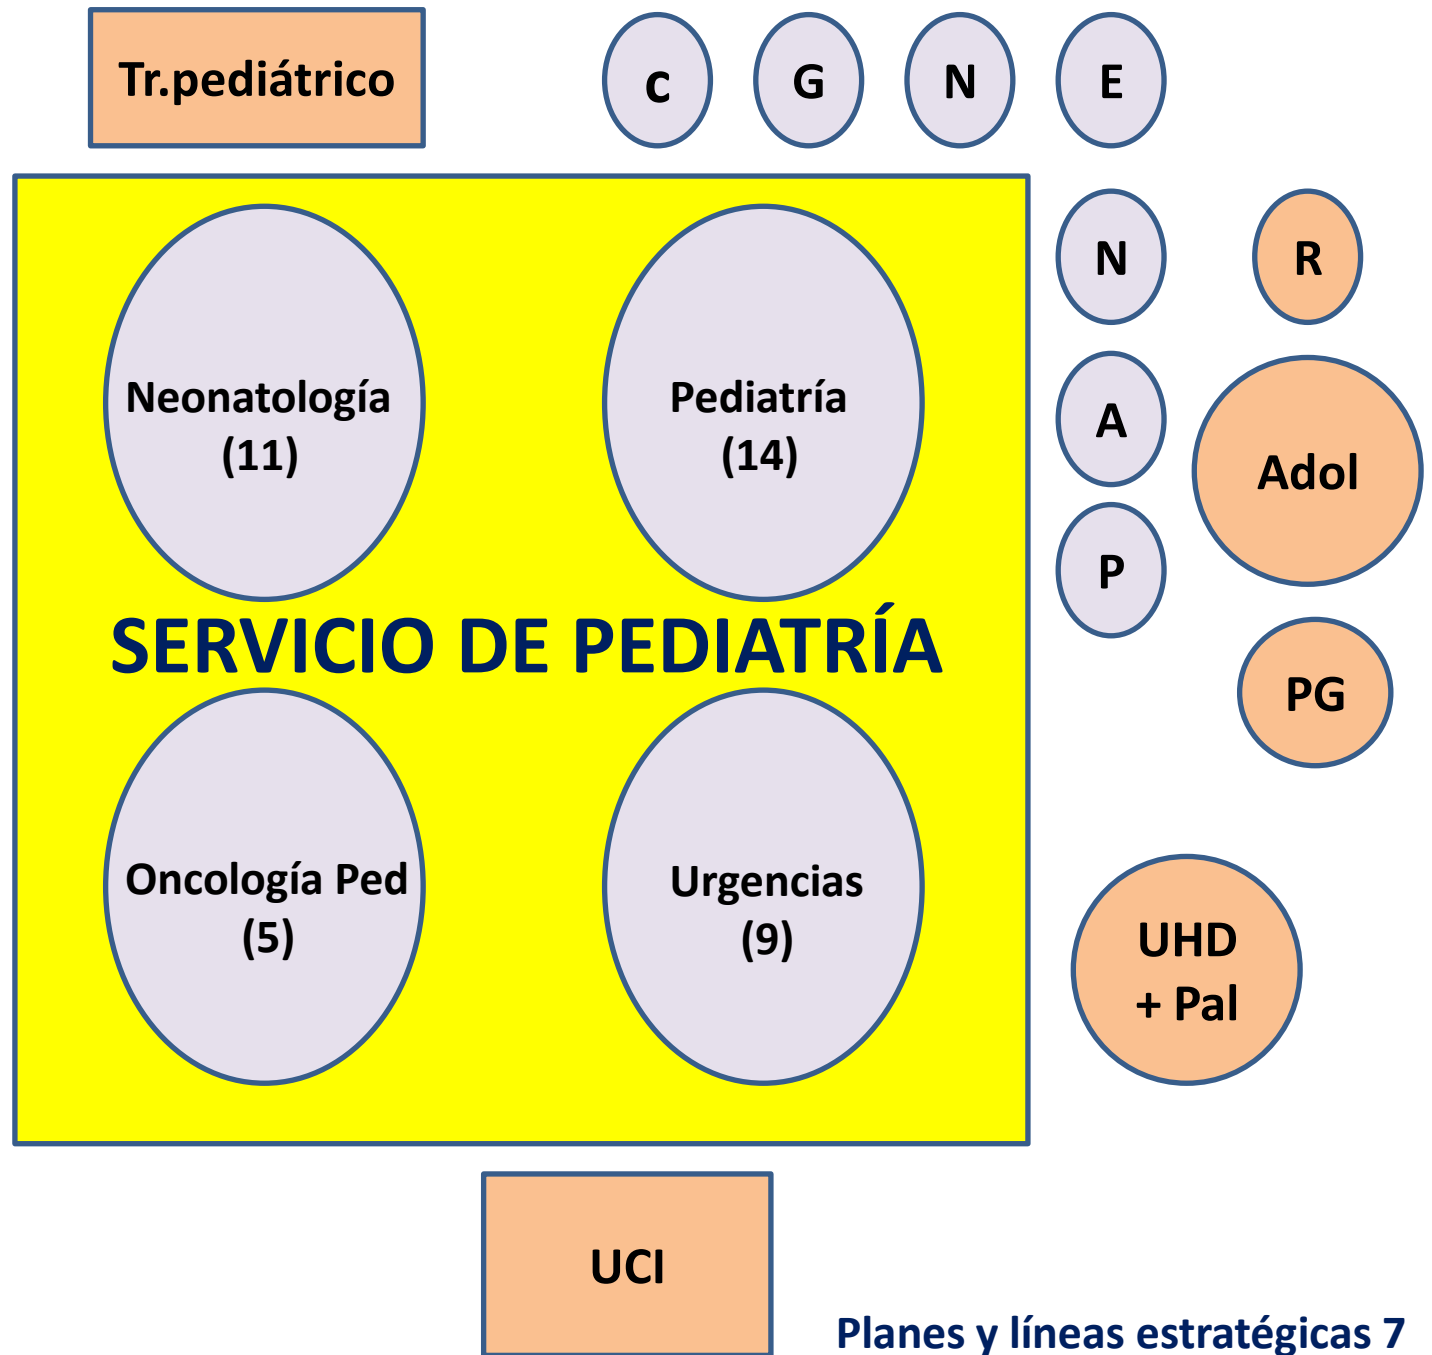 Tr.pediátrico
c G N E
N R
Neonatología
(11)
Pediatría
(14)
A
Adol
P
SERVICIO DE PEDIATRÍA
PG
Oncología Ped
(5)
Urgencias
(9)
UHD
+ Pal
UCI
Planes y líneas estratégicas 7